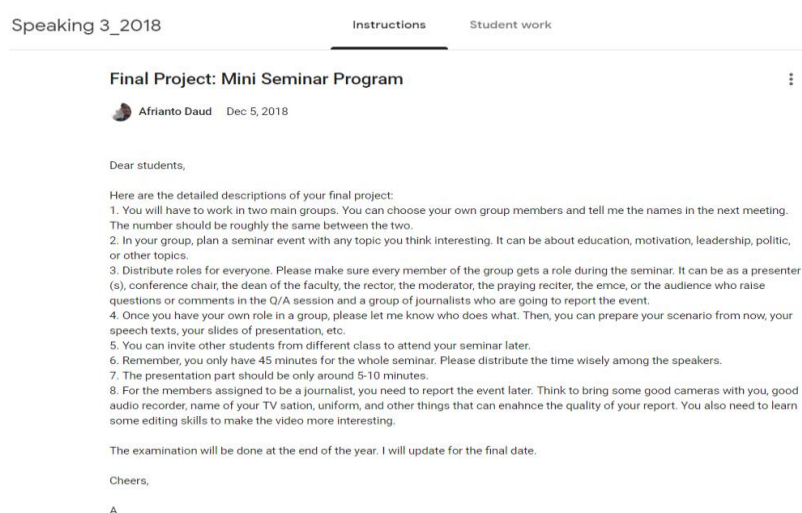 Speaking 3_2018
Instructions
Student work
Final Project: Mini Seminar Program
Afrianto Daud Dec 5, 2018
Dear students,
Here are the detailed descriptions of your final project:
1. You will have to work in two main groups. You can choose your own group members and tell me the names in the next meeting.
The number should be roughly the same between the two.
2. In your group, plan a seminar event with any topic you think interesting. It can be about education, motivation, leadership, politic,
or other topics.
3. Distribute roles for everyone. Please make sure every member of the group gets a role during the seminar. It can be as a presenter
(s), conference chair, the dean of the faculty, the rector, the moderator, the praying reciter, the emce, or the audience who raise
questions or comments in the Q/A session and a group of journalists who are going to report the event.
4. Once you have your own role in a group, please let me know who does what. Then, you can prepare your scenario from now, your
speech texts, your slides of presentation, etc.
5. You can invite other students from different class to attend your seminar later.
6. Remember, you only have 45 minutes for the whole seminar. Please distribute the time wisely among the speakers.
7. The presentation part should be only around 5-10 minutes.
8. For the members assigned to be a journalist, you need to report the event later. Think to bring some good cameras with you, good
audio recorder, name of your TV sation, uniform, and other things that can enahnce the quality of your report. You also need to learn
some editing skills to make the video more interesting.
The examination will be done at the end of the year. I will update for the final date.
Cheers,
A